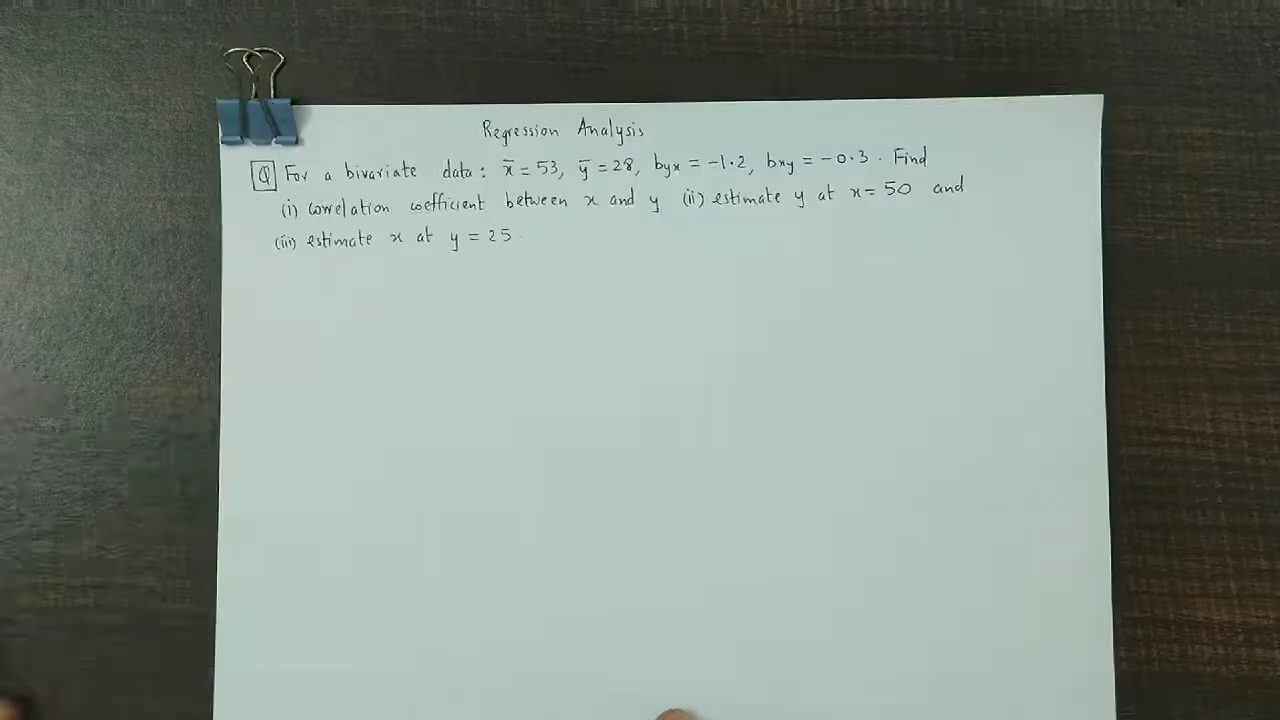 Regression Analysis
Q For a bivariate data : x̄ = 53, ȳ = 28, byx = -1.2, bxy = -0.3. Find
(i) correlation coefficient between x and y (ii) estimate y at x = 50 and
(iii) estimate x at y = 25.